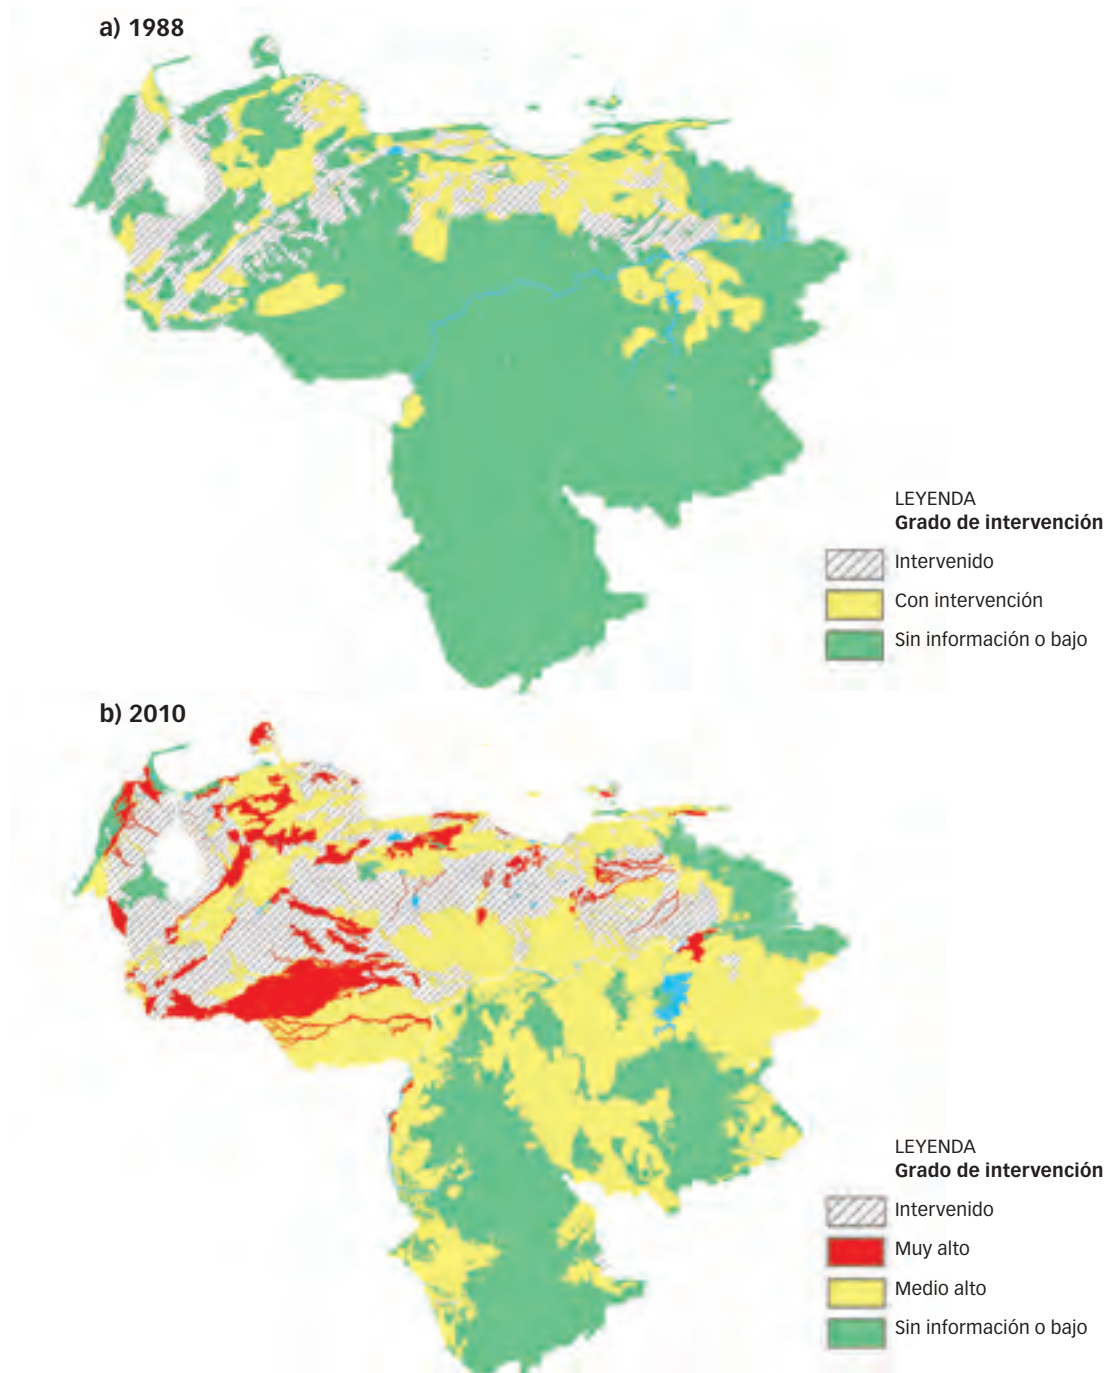 a) 1988
LEYENDA
Grado de intervención
Intervenido
Con intervención
Sin información o bajo
b) 2010
LEYENDA
Grado de intervención
Intervenido
Muy alto
Medio alto
Sin información o bajo